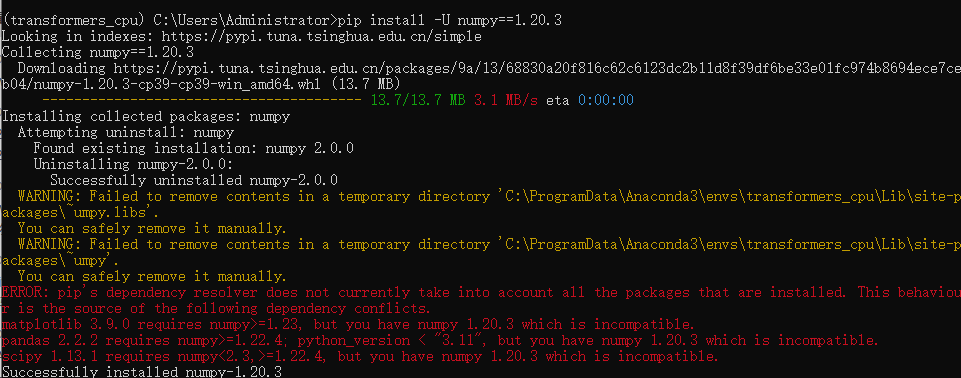 (transformers_cpu) C:\Users\Administrator>pip install -U numpy==1.20.3
Looking in indexes: https://pypi.tuna.tsinghua.edu.cn/simple
Collecting numpy==1.20.3
  Downloading https://pypi.tuna.tsinghua.edu.cn/packages/9a/13/68830a20f816c62c6123dc2b11d8f39df6be33e01fc974b8694ece7ce
b04/numpy-1.20.3-cp39-cp39-win_amd64.whl (13.7 MB)
     ---------------------------------------- 13.7/13.7 MB 3.1 MB/s eta 0:00:00
Installing collected packages: numpy
  Attempting uninstall: numpy
    Found existing installation: numpy 2.0.0
    Uninstalling numpy-2.0.0:
      Successfully uninstalled numpy-2.0.0
  WARNING: Failed to remove contents in a temporary directory 'C:\ProgramData\Anaconda3\envs\transformers_cpu\Lib\site-p
ackages\~umpy.libs'.
  You can safely remove it manually.
  WARNING: Failed to remove contents in a temporary directory 'C:\ProgramData\Anaconda3\envs\transformers_cpu\Lib\site-p
ackages\~umpy'.
  You can safely remove it manually.
ERROR: pip's dependency resolver does not currently take into account all the packages that are installed. This behaviou
r is the source of the following dependency conflicts.
matplotlib 3.9.0 requires numpy>=1.23, but you have numpy 1.20.3 which is incompatible.
pandas 2.2.2 requires numpy>=1.22.4; python_version < "3.11", but you have numpy 1.20.3 which is incompatible.
scipy 1.13.1 requires numpy<2.3,>=1.22.4, but you have numpy 1.20.3 which is incompatible.
Successfully installed numpy-1.20.3